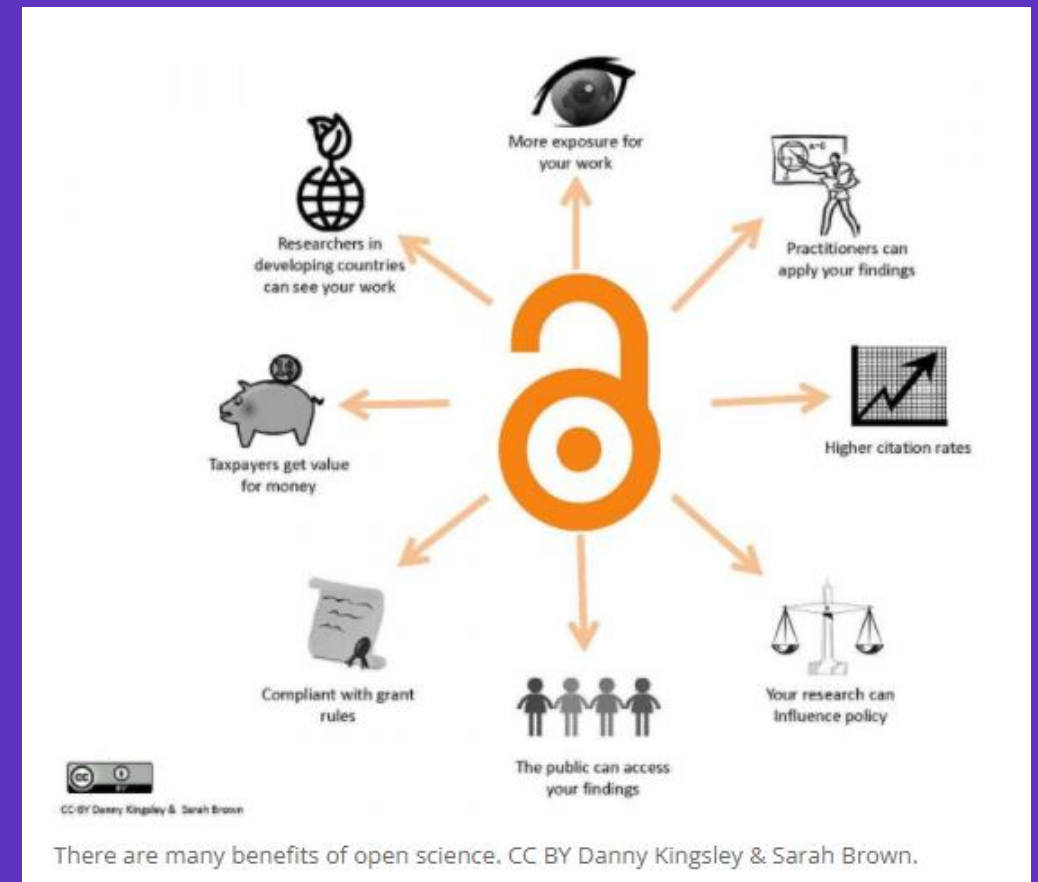 More exposure for
your work
Practitioners can
apply your findings
Higher citation rates
Your research can
Influence policy
The public can access
your findings
Compliant with grant
rules
Taxpayers get value
for money
Researchers in
developing countries
can see your work
cc
BY
CC-BY Danny Kingsley & Sarah Brown
There are many benefits of open science. CC BY Danny Kingsley & Sarah Brown.